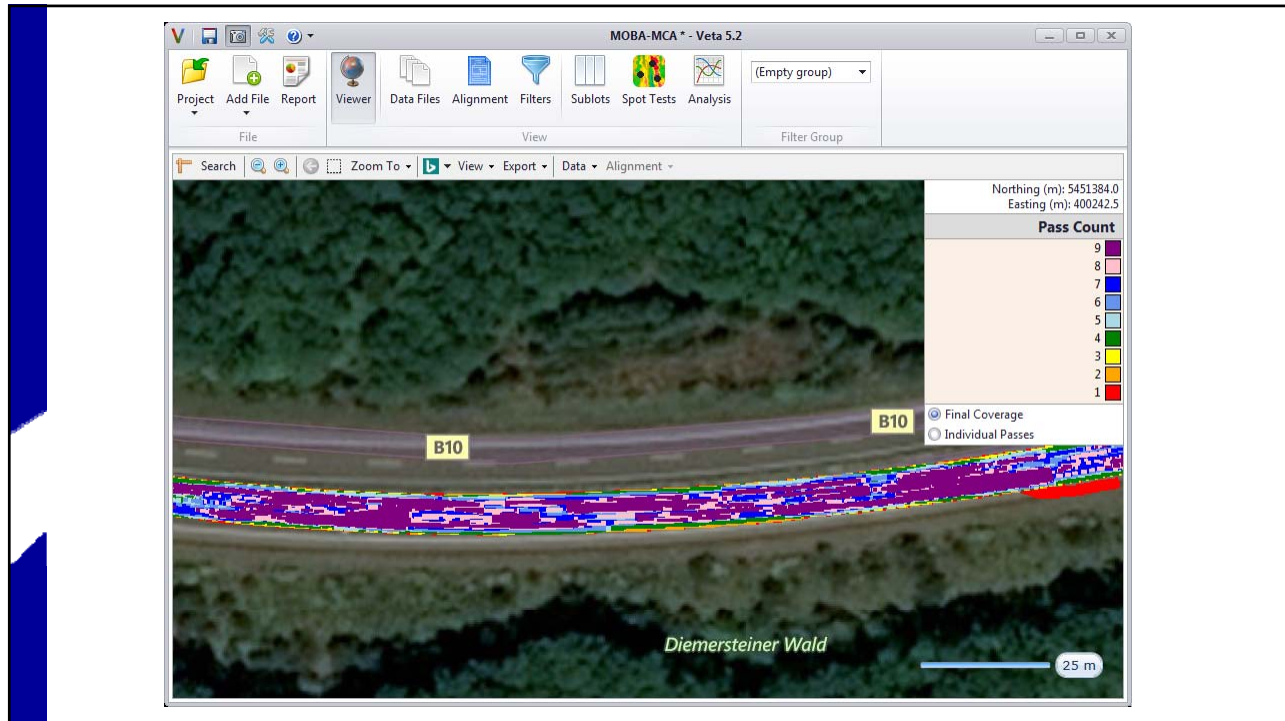 MOBA-MCA * - Veta 5.2
Project Add File Report Viewer Data Files Alignment Filters Sublots Spot Tests Analysis
(Empty group)
File View Filter Group
Search Zoom To View Export Data Alignment
Northing (m): 5451384.0
Easting (m): 400242.5
Pass Count
9
8
7
6
5
4
3
2
1
Final Coverage
Individual Passes
B10
B10
Diemersteiner Wald
25 m